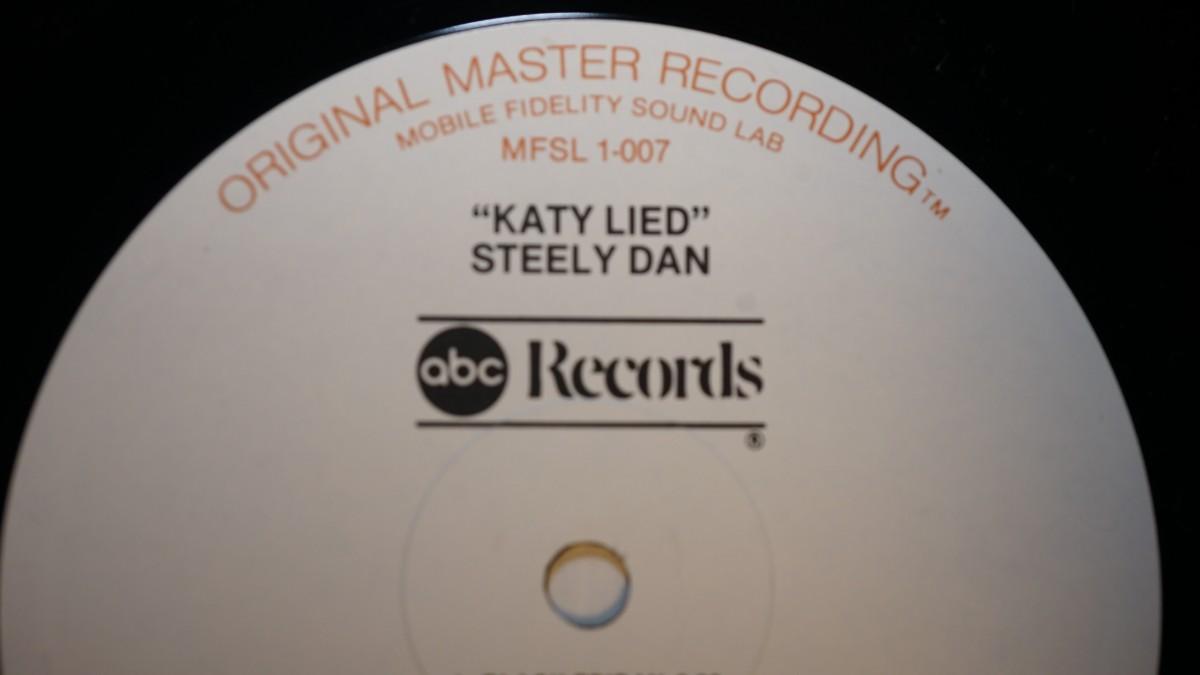 ORIGINAL MASTER RECORDING™
MOBILE FIDELITY SOUND LAB
MFSL 1-007
“KATY LIED”
STEELY DAN
abc Records
®